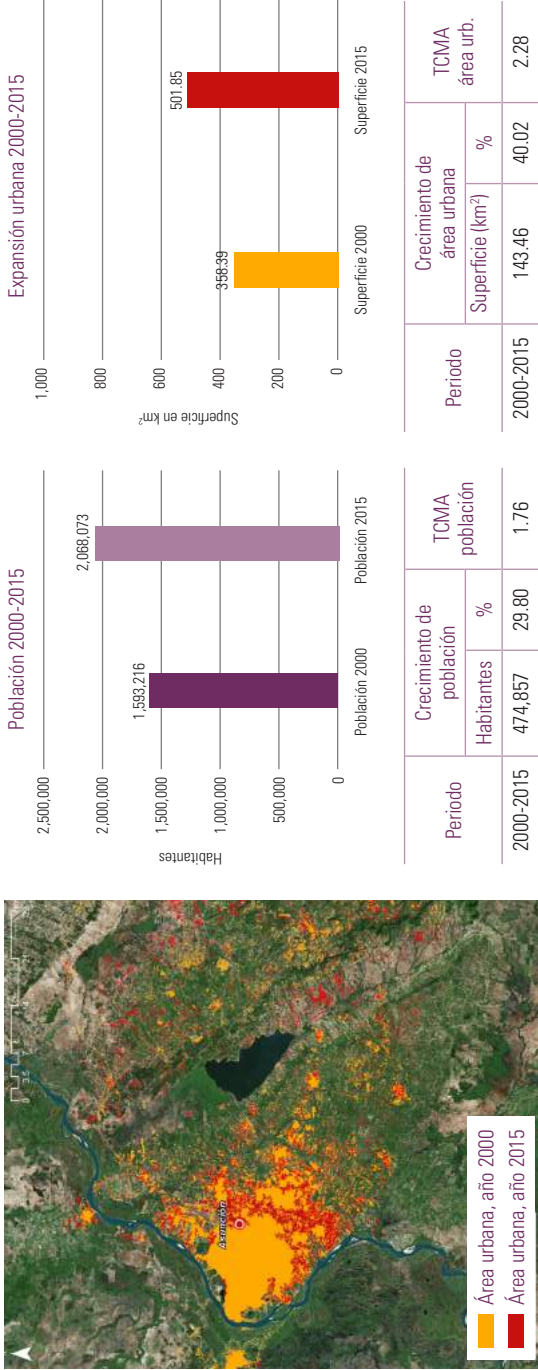 Asunción
Área urbana, año 2000
Área urbana, año 2015
Población 2000-2015
Habitantes
2,500,000
2,000,000
1,500,000
1,000,000
500,000
0
1,593,216
2,068,073
Población 2000
Población 2015
Periodo
Crecimiento de
población
TCMA
población
Habitantes
%
2000-2015
474,857
29.80
1.76
Expansión urbana 2000-2015
Superficie en km²
1,000
800
600
400
200
0
358.39
501.85
Superficie 2000
Superficie 2015
Periodo
Crecimiento de
área urbana
TCMA
área urb.
Superficie (km²)
%
2000-2015
143.46
40.02
2.28